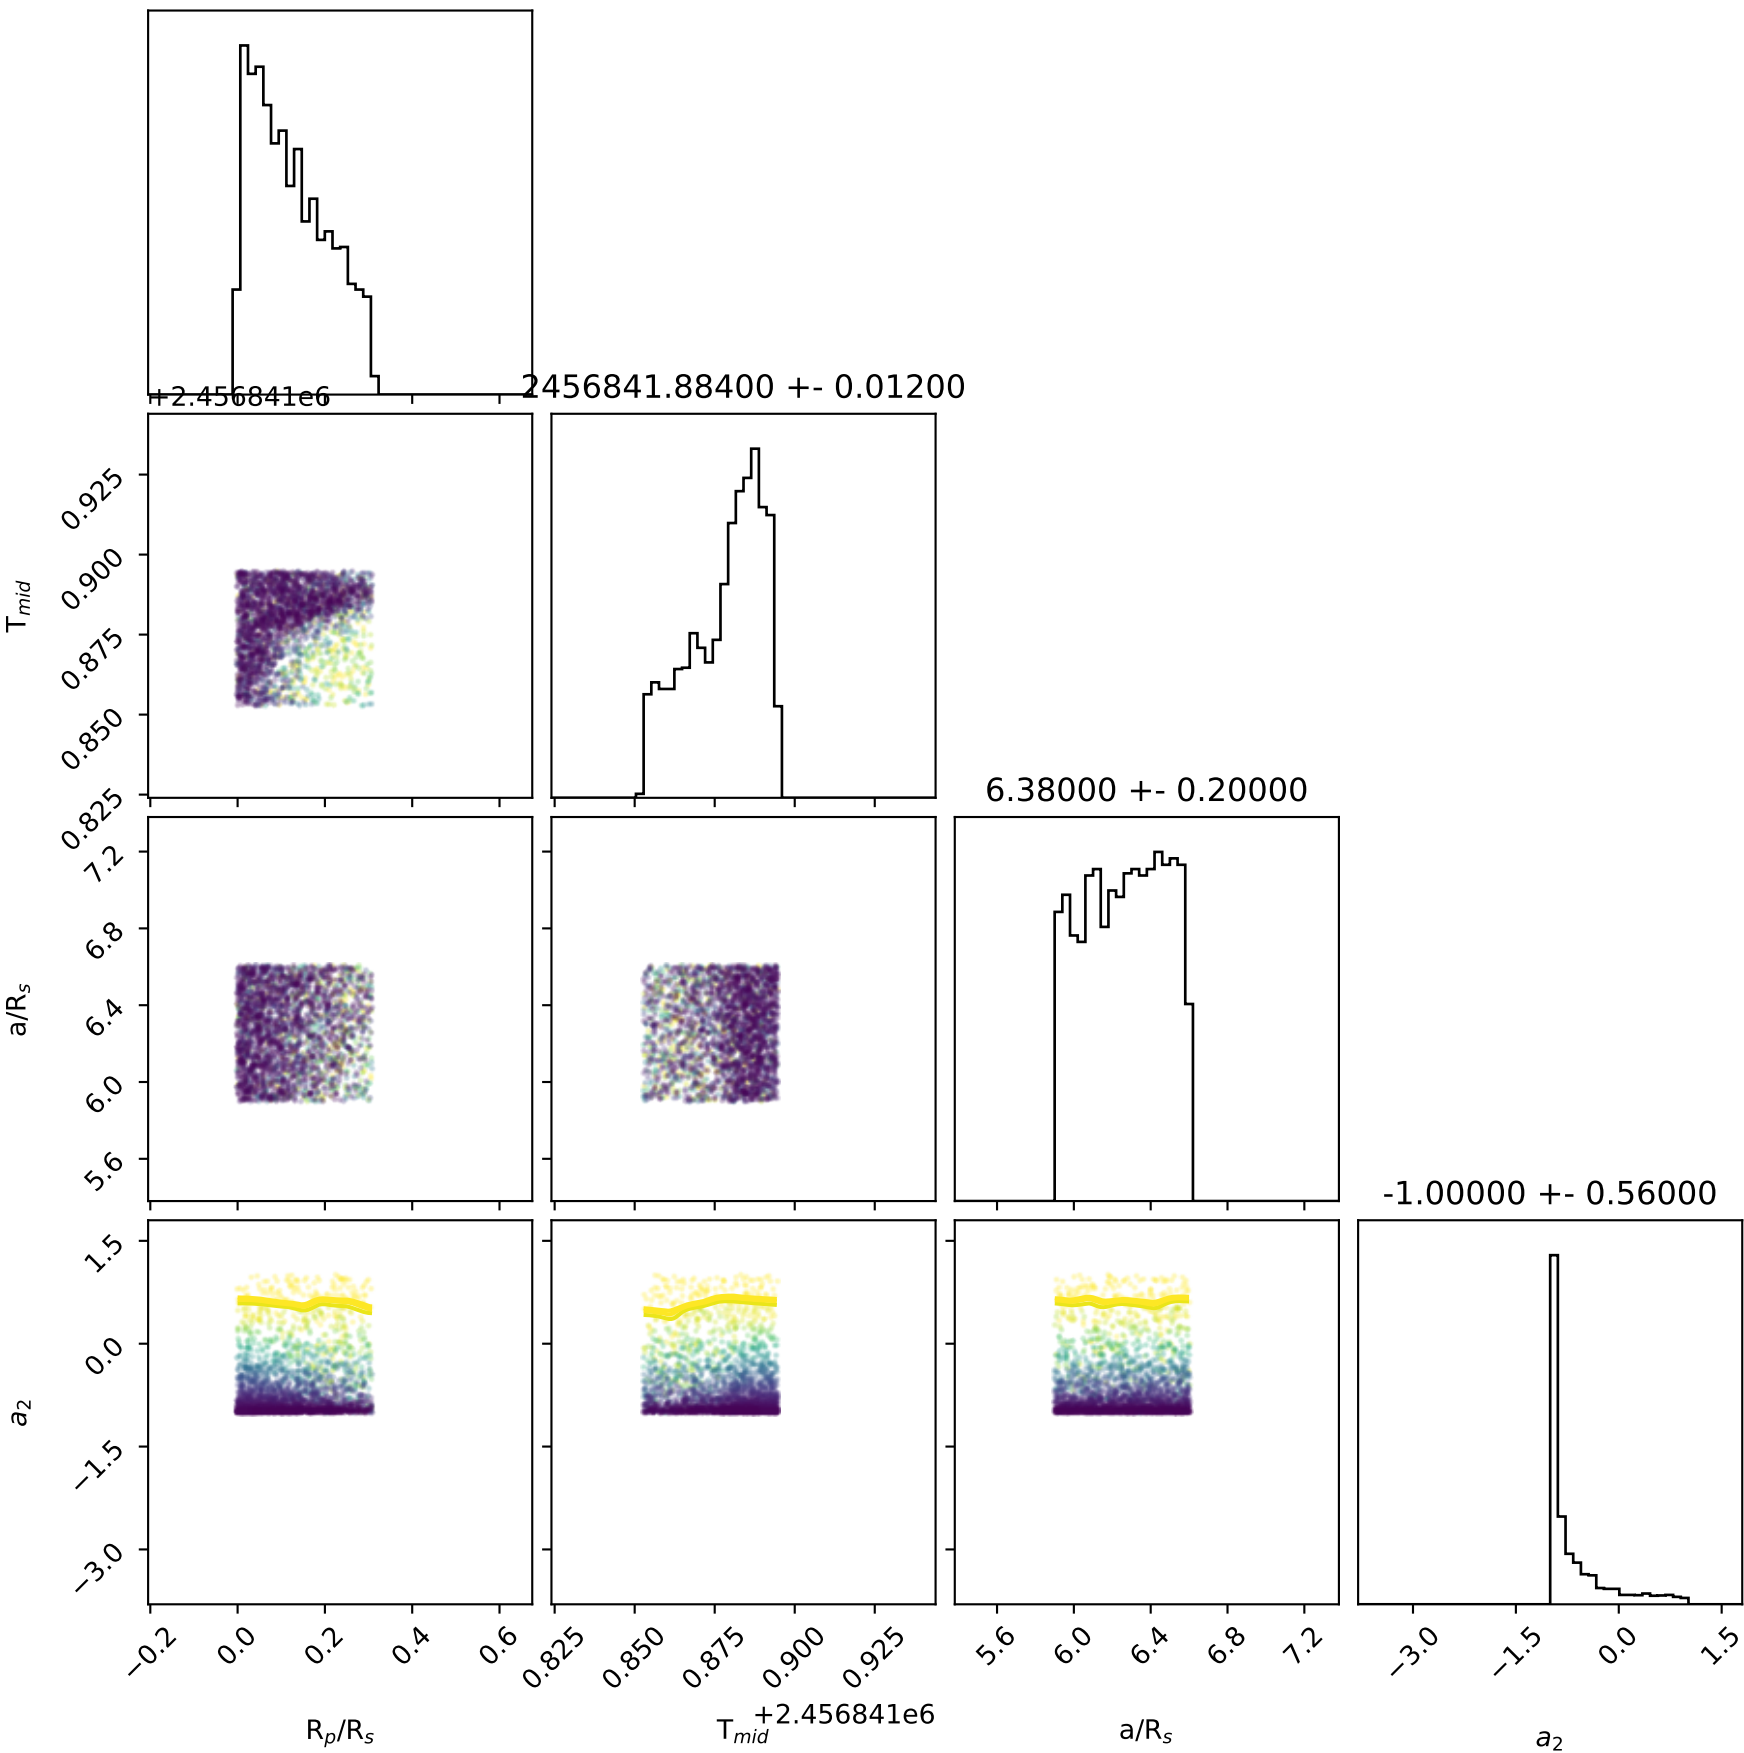 +2.456841e6
2456841.88400 +- 0.01200
T_mid
0.925
0.900
0.875
0.850
0.825
6.38000 +- 0.20000
a/R_s
7.2
6.8
6.4
6.0
5.6
-1.00000 +- 0.56000
a_2
1.5
0.0
−1.5
−3.0
−0.2 0.0 0.2 0.4 0.6 0.825 0.850 0.875 0.900 0.925 5.6 6.0 6.4 6.8 7.2 −3.0 −1.5 0.0 1.5
+2.456841e6
R_p/R_s T_mid a/R_s a_2